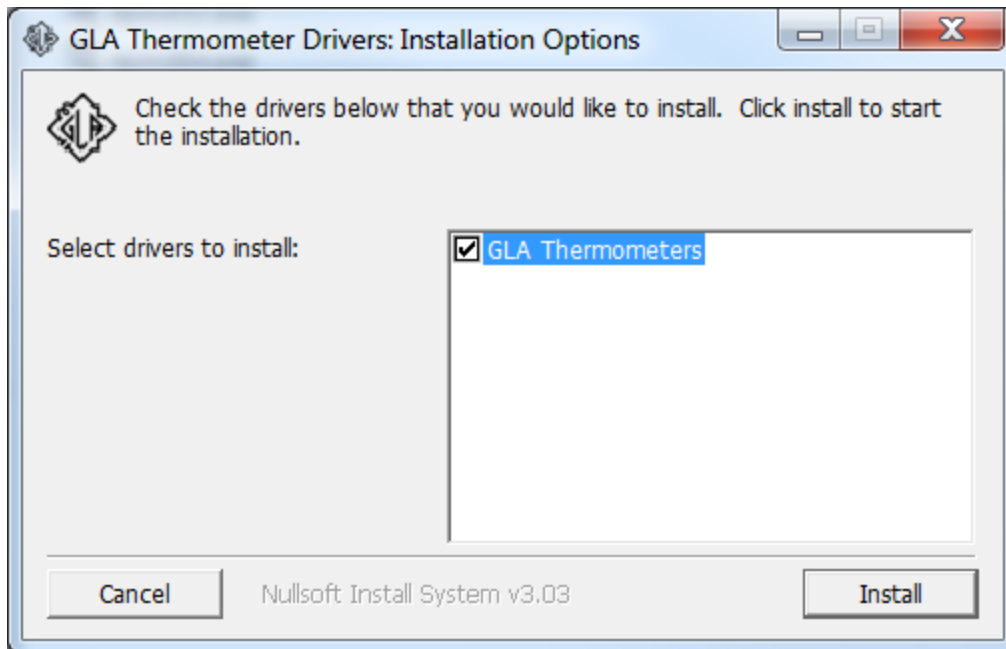 GLA Thermometer Drivers: Installation Options
GLA
Check the drivers below that you would like to install.  Click install to start
the installation.
Select drivers to install:
GLA Thermometers
Cancel
Nullsoft Install System v3.03
Install